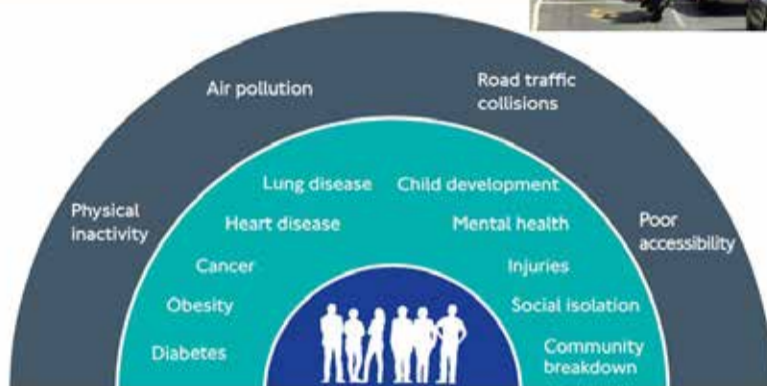 Air pollution
Road traffic
collisions
Physical
inactivity
Poor
accessibility
Lung disease
Child development
Heart disease
Mental health
Cancer
Injuries
Obesity
Social isolation
Diabetes
Community
breakdown